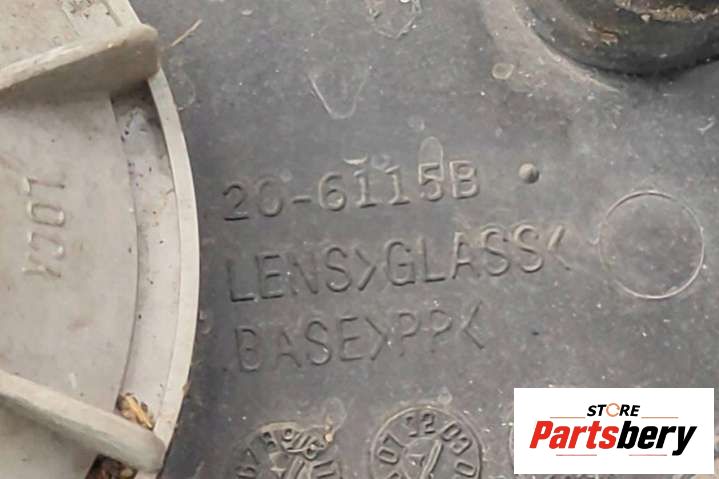 20-6115B
LENS>GLASS<
BASE>PP<
LOCK
STORE
Partsbery